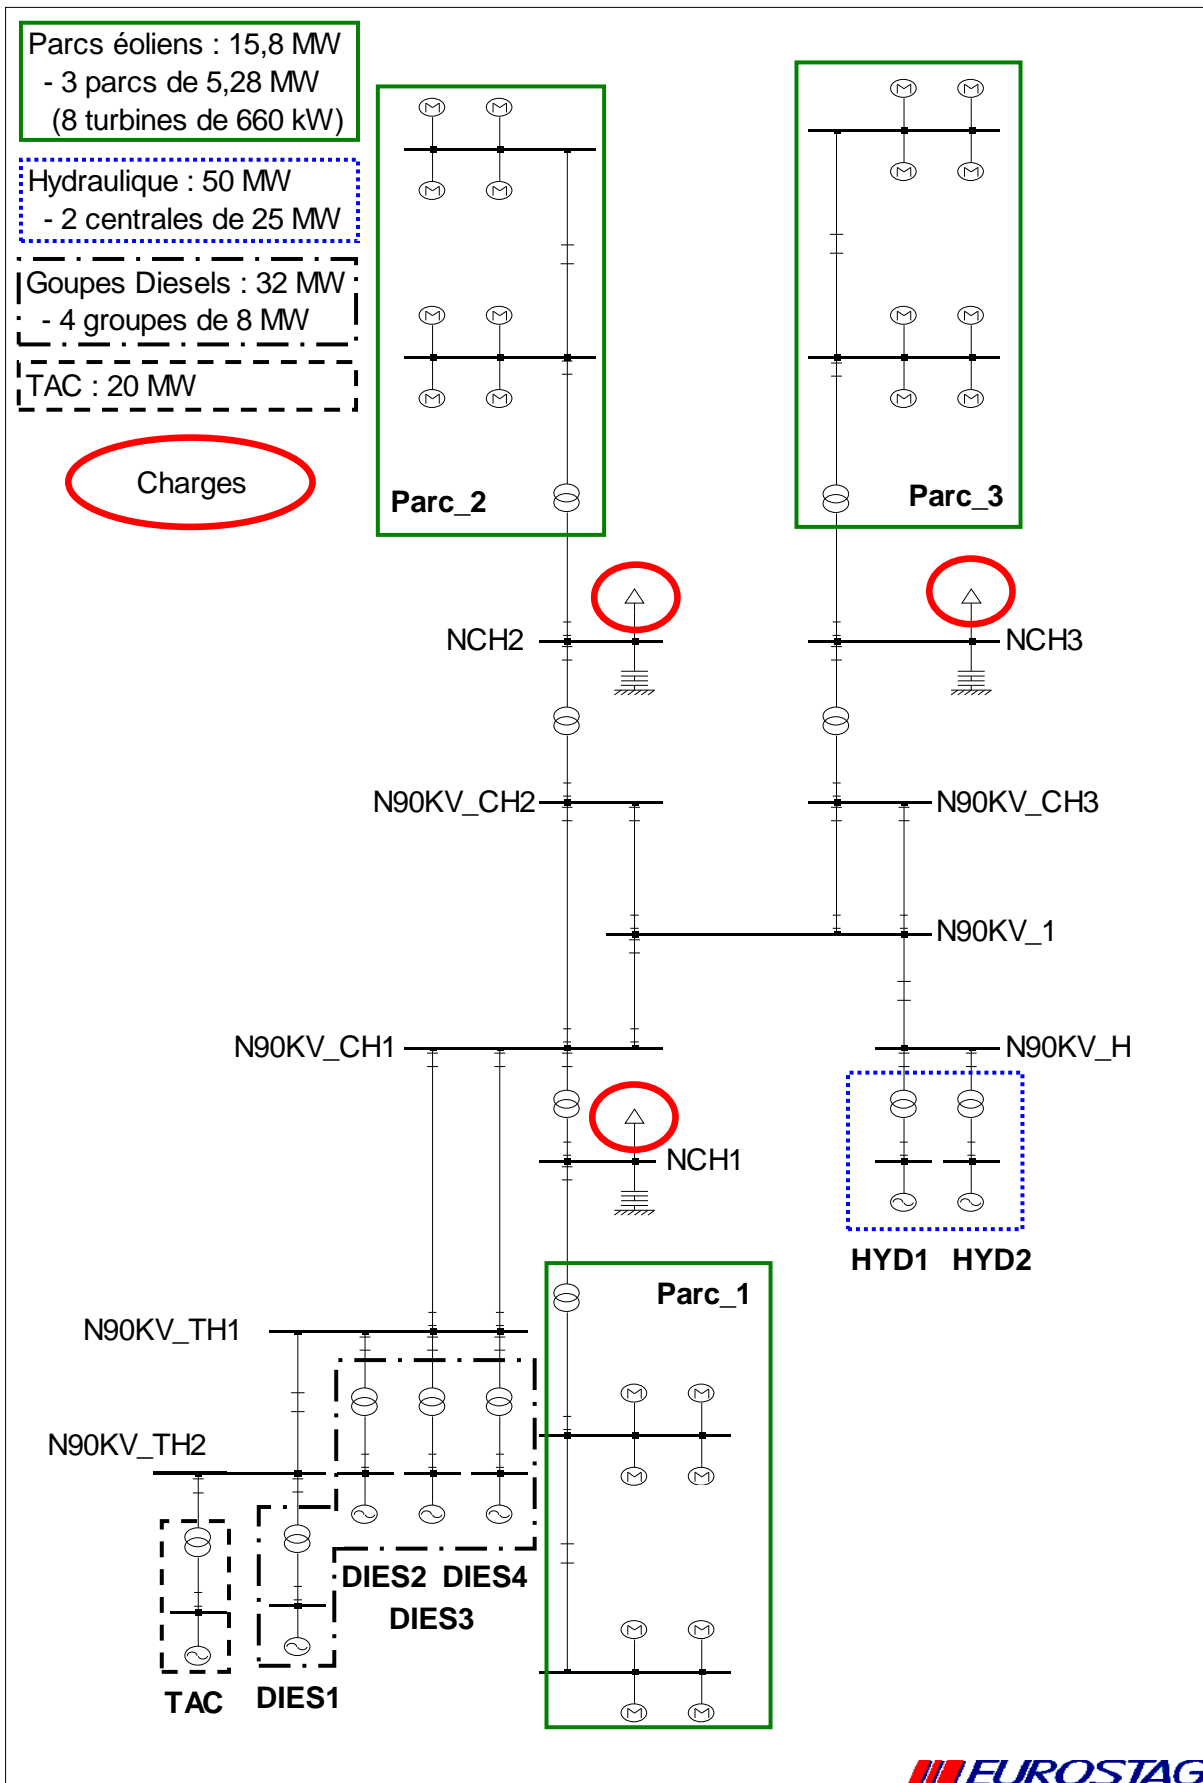 Parcs éoliens : 15,8 MW
- 3 parcs de 5,28 MW
(8 turbines de 660 kW)
Hydraulique : 50 MW
- 2 centrales de 25 MW
Goupes Diesels : 32 MW
- 4 groupes de 8 MW
TAC : 20 MW
Charges
Parc_2
Parc_3
NCH2
NCH3
N90KV_CH2
N90KV_CH3
N90KV_1
N90KV_CH1
N90KV_H
NCH1
HYD1 HYD2
Parc_1
N90KV_TH1
N90KV_TH2
DIES2 DIES4
DIES3
TAC
DIES1
M M M M M M M M
M M M M M M M M
M M M M M M M M
EUROSTAG